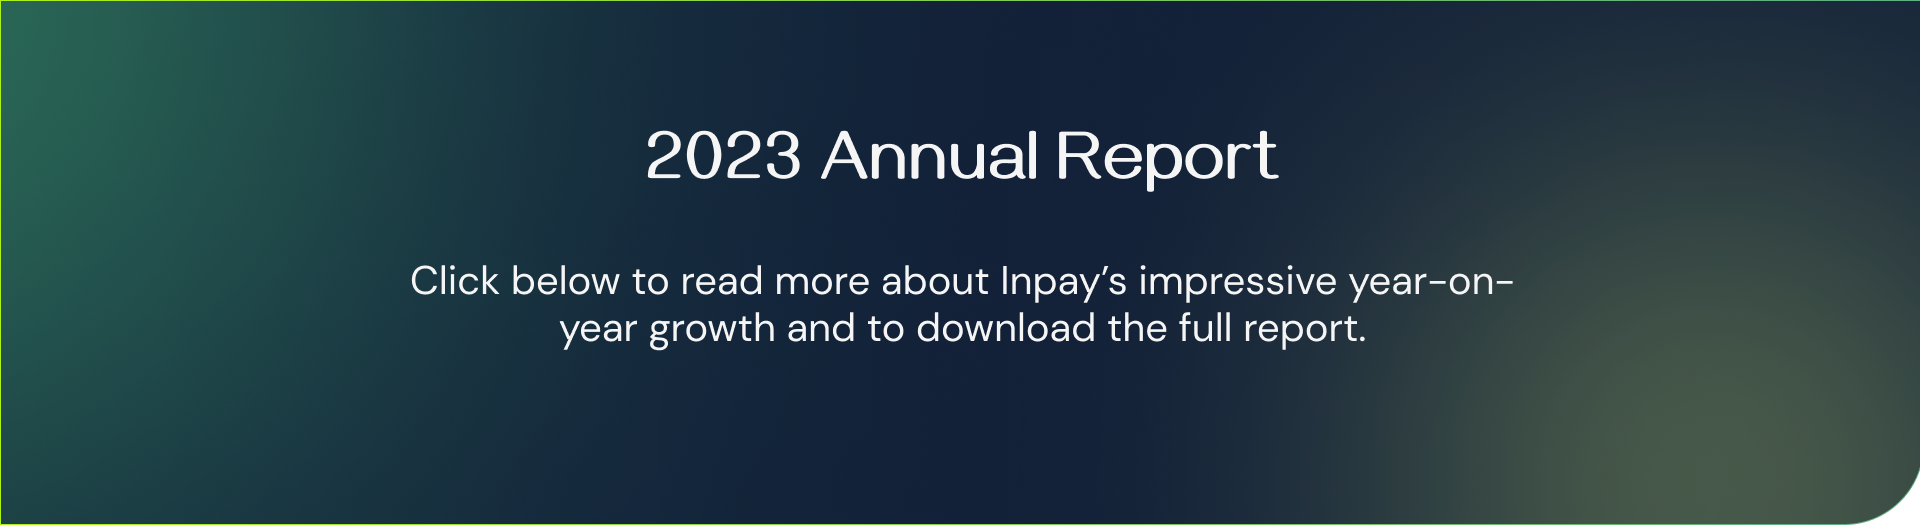 2023 Annual Report
Click below to read more about Inpay’s impressive year-on-
year growth and to download the full report.